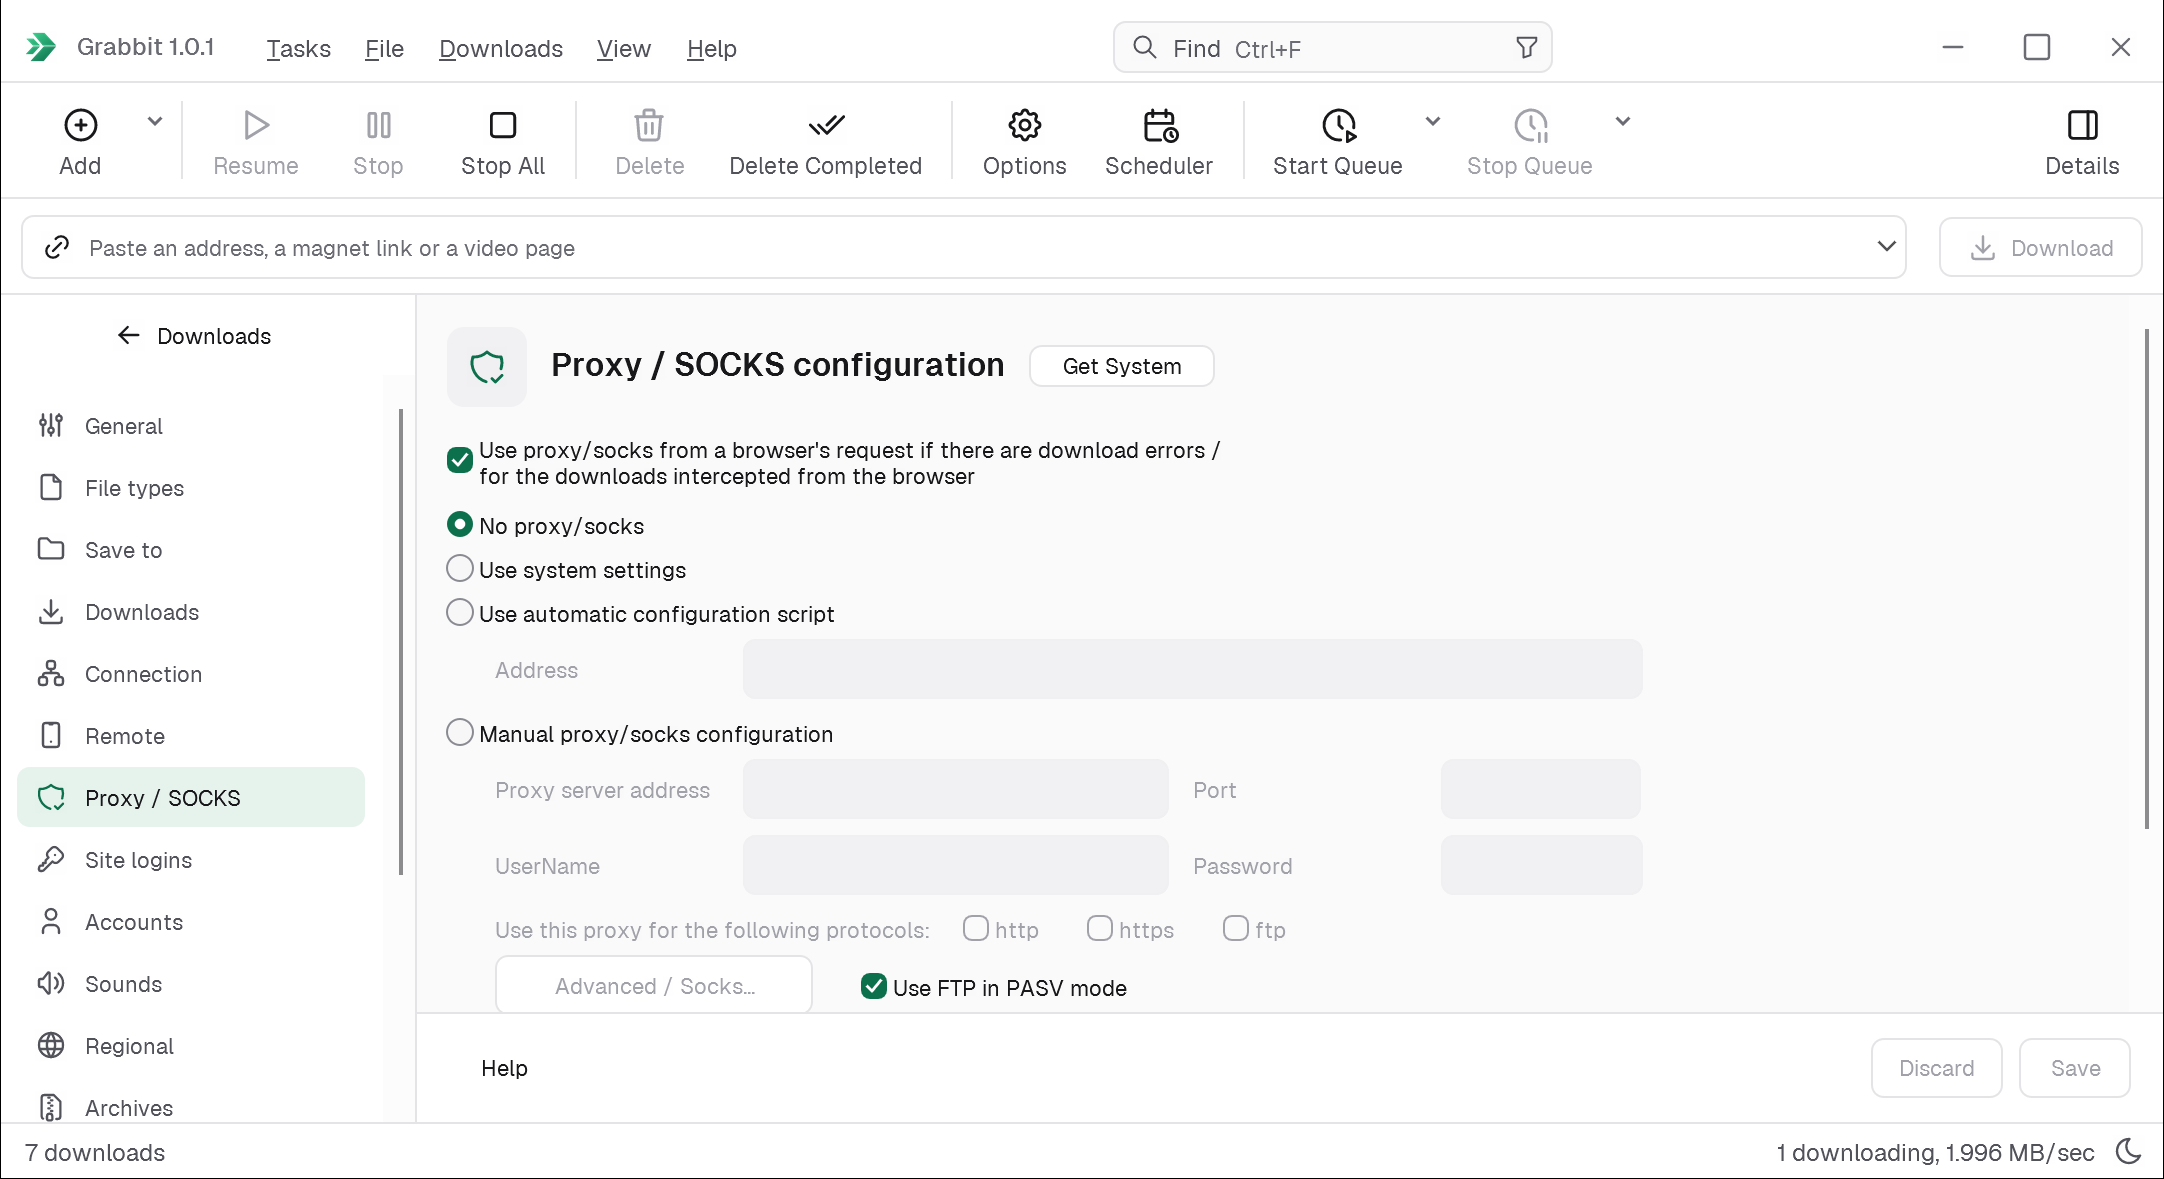 Grabbit 1.0.1
Tasks File Downloads View Help
Find Ctrl+F
Add
Resume
Stop
Stop All
Delete
Delete Completed
Options
Scheduler
Start Queue
Stop Queue
Details
Paste an address, a magnet link or a video page
Download
Downloads
General
File types
Save to
Downloads
Connection
Remote
Proxy / SOCKS
Site logins
Accounts
Sounds
Regional
Archives
Proxy / SOCKS configuration
Get System
Use proxy/socks from a browser's request if there are download errors /
for the downloads intercepted from the browser
No proxy/socks
Use system settings
Use automatic configuration script
Address
Manual proxy/socks configuration
Proxy server address
Port
UserName
Password
Use this proxy for the following protocols: http https ftp
Advanced / Socks...
Use FTP in PASV mode
Help
Discard
Save
7 downloads
1 downloading, 1.996 MB/sec